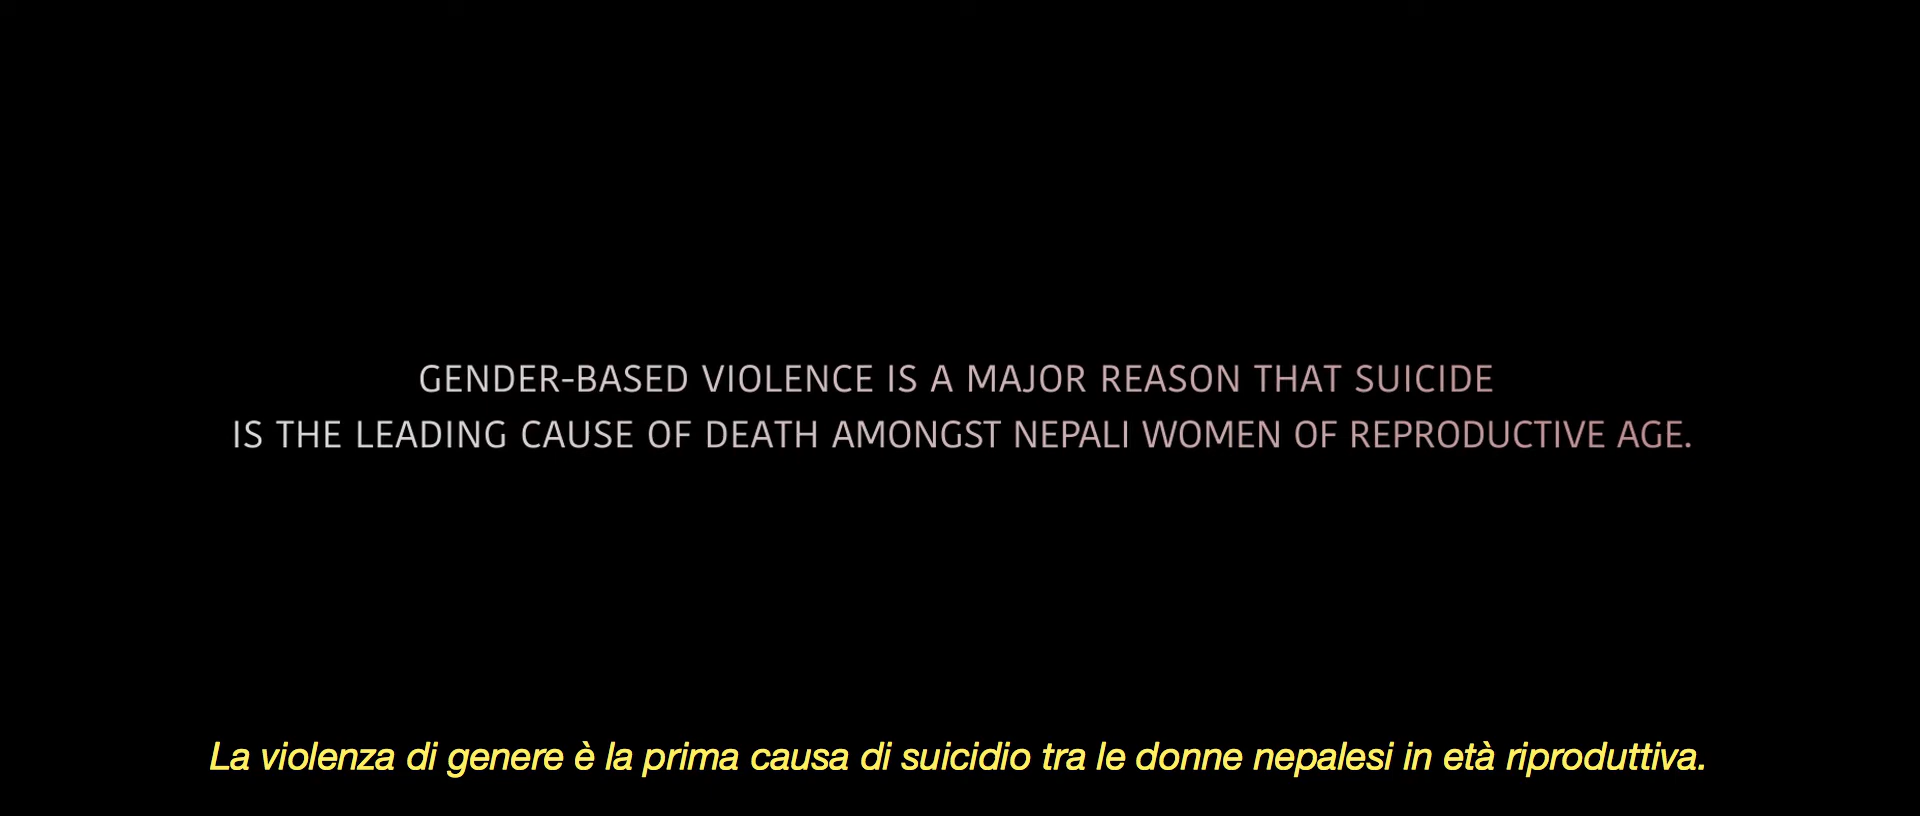 GENDER-BASED VIOLENCE IS A MAJOR REASON THAT SUICIDE
IS THE LEADING CAUSE OF DEATH AMONGST NEPALI WOMEN OF REPRODUCTIVE AGE.
La violenza di genere è la prima causa di suicidio tra le donne nepalesi in età riproduttiva.